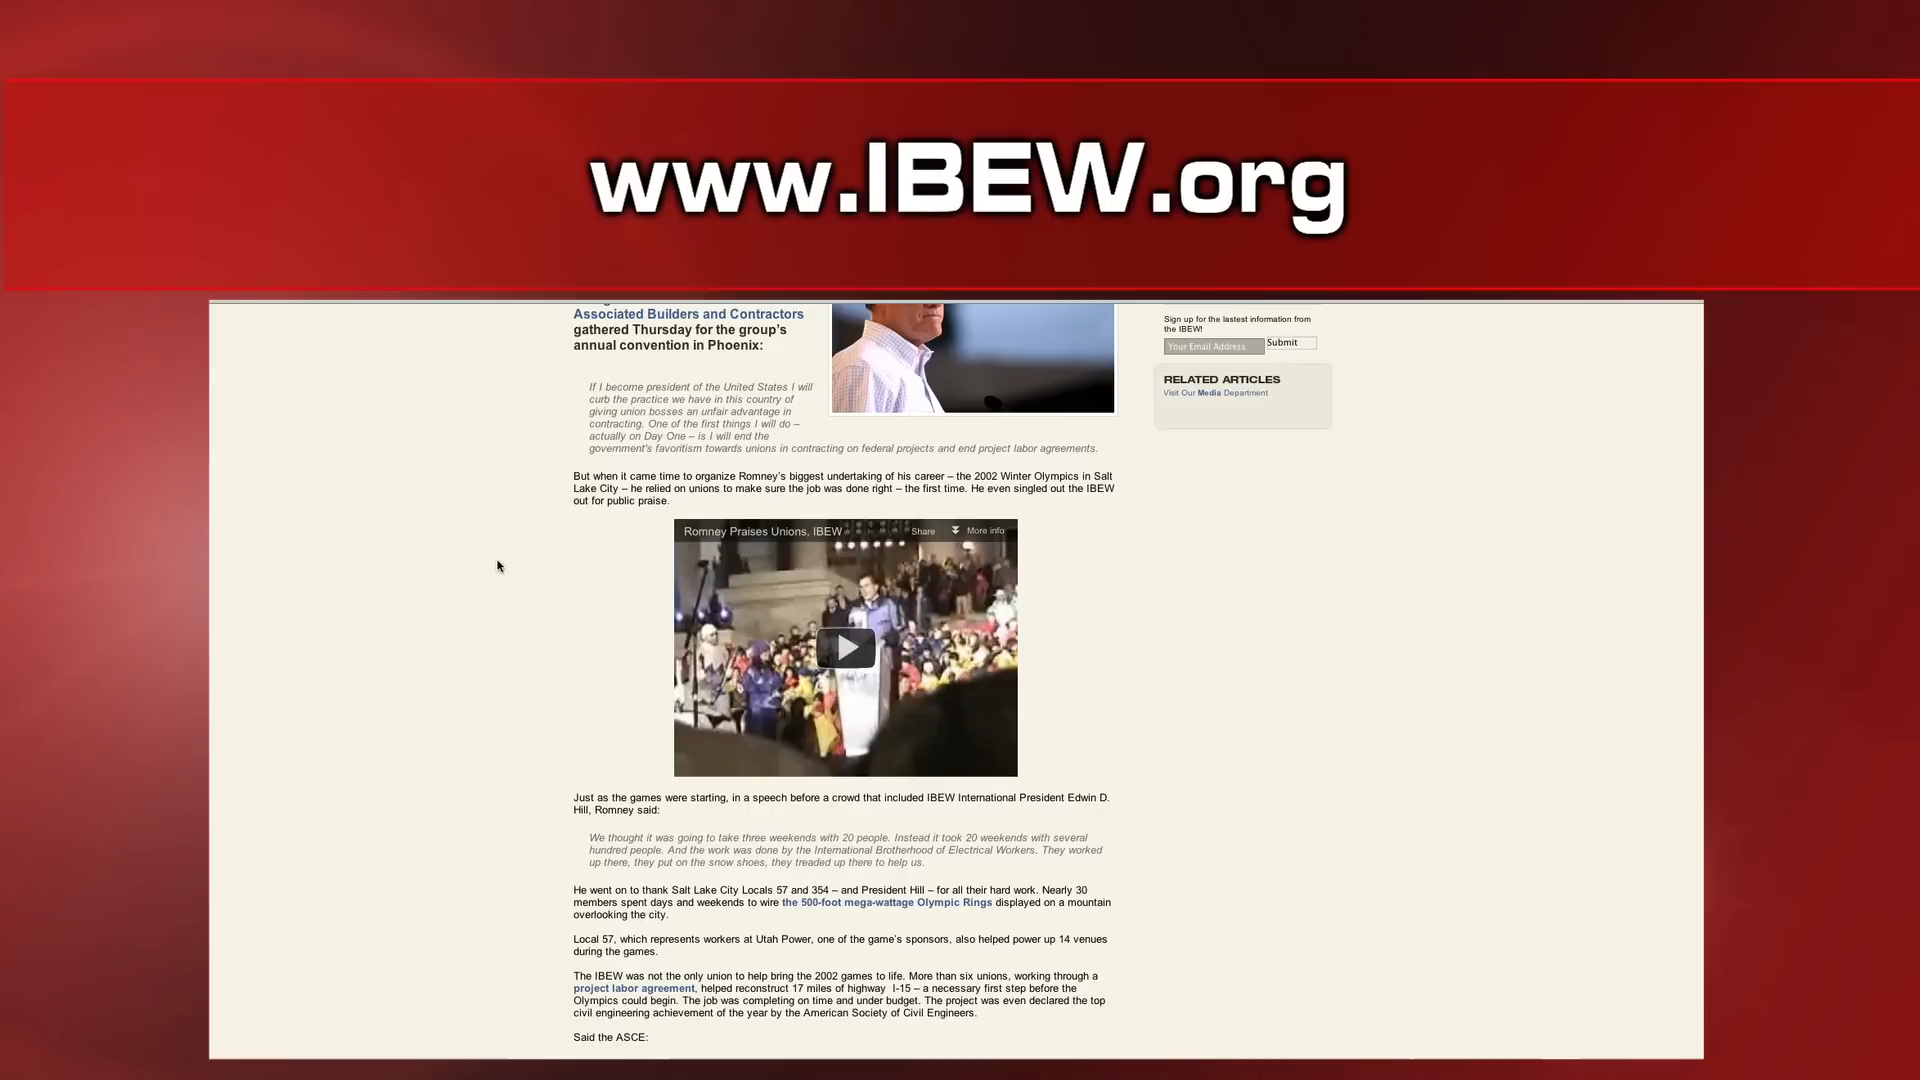 www.IBEW.org
Associated Builders and Contractors
gathered Thursday for the group's
annual convention in Phoenix:
If I become president of the United States I will
curb the practice we have in this country of
giving union bosses an unfair advantage in
contracting. One of the first things I will do –
actually on Day One – is I will end the
government's favoritism towards unions in contracting on federal projects and end project labor agreements.
Sign up for the lastest information from
the IBEW!
Your Email Address
Submit
RELATED ARTICLES
Visit Our Media Department
But when it came time to organize Romney's biggest undertaking of his career – the 2002 Winter Olympics in Salt
Lake City – he relied on unions to make sure the job was done right – the first time. He even singled out the IBEW
out for public praise.
Romney Praises Unions, IBEW
Share
More info
Just as the games were starting, in a speech before a crowd that included IBEW International President Edwin D.
Hill, Romney said:
We thought it was going to take three weekends with 20 people. Instead it took 20 weekends with several
hundred people. And the work was done by the International Brotherhood of Electrical Workers. They worked
up there, they put on the snow shoes, they treaded up there to help us.
He went on to thank Salt Lake City Locals 57 and 354 – and President Hill – for all their hard work. Nearly 30
members spent days and weekends to wire the 500-foot mega-wattage Olympic Rings displayed on a mountain
overlooking the city.
Local 57, which represents workers at Utah Power, one of the game's sponsors, also helped power up 14 venues
during the games.
The IBEW was not the only union to help bring the 2002 games to life. More than six unions, working through a
project labor agreement, helped reconstruct 17 miles of highway I-15 – a necessary first step before the
Olympics could begin. The job was completing on time and under budget. The project was even declared the top
civil engineering achievement of the year by the American Society of Civil Engineers.
Said the ASCE: